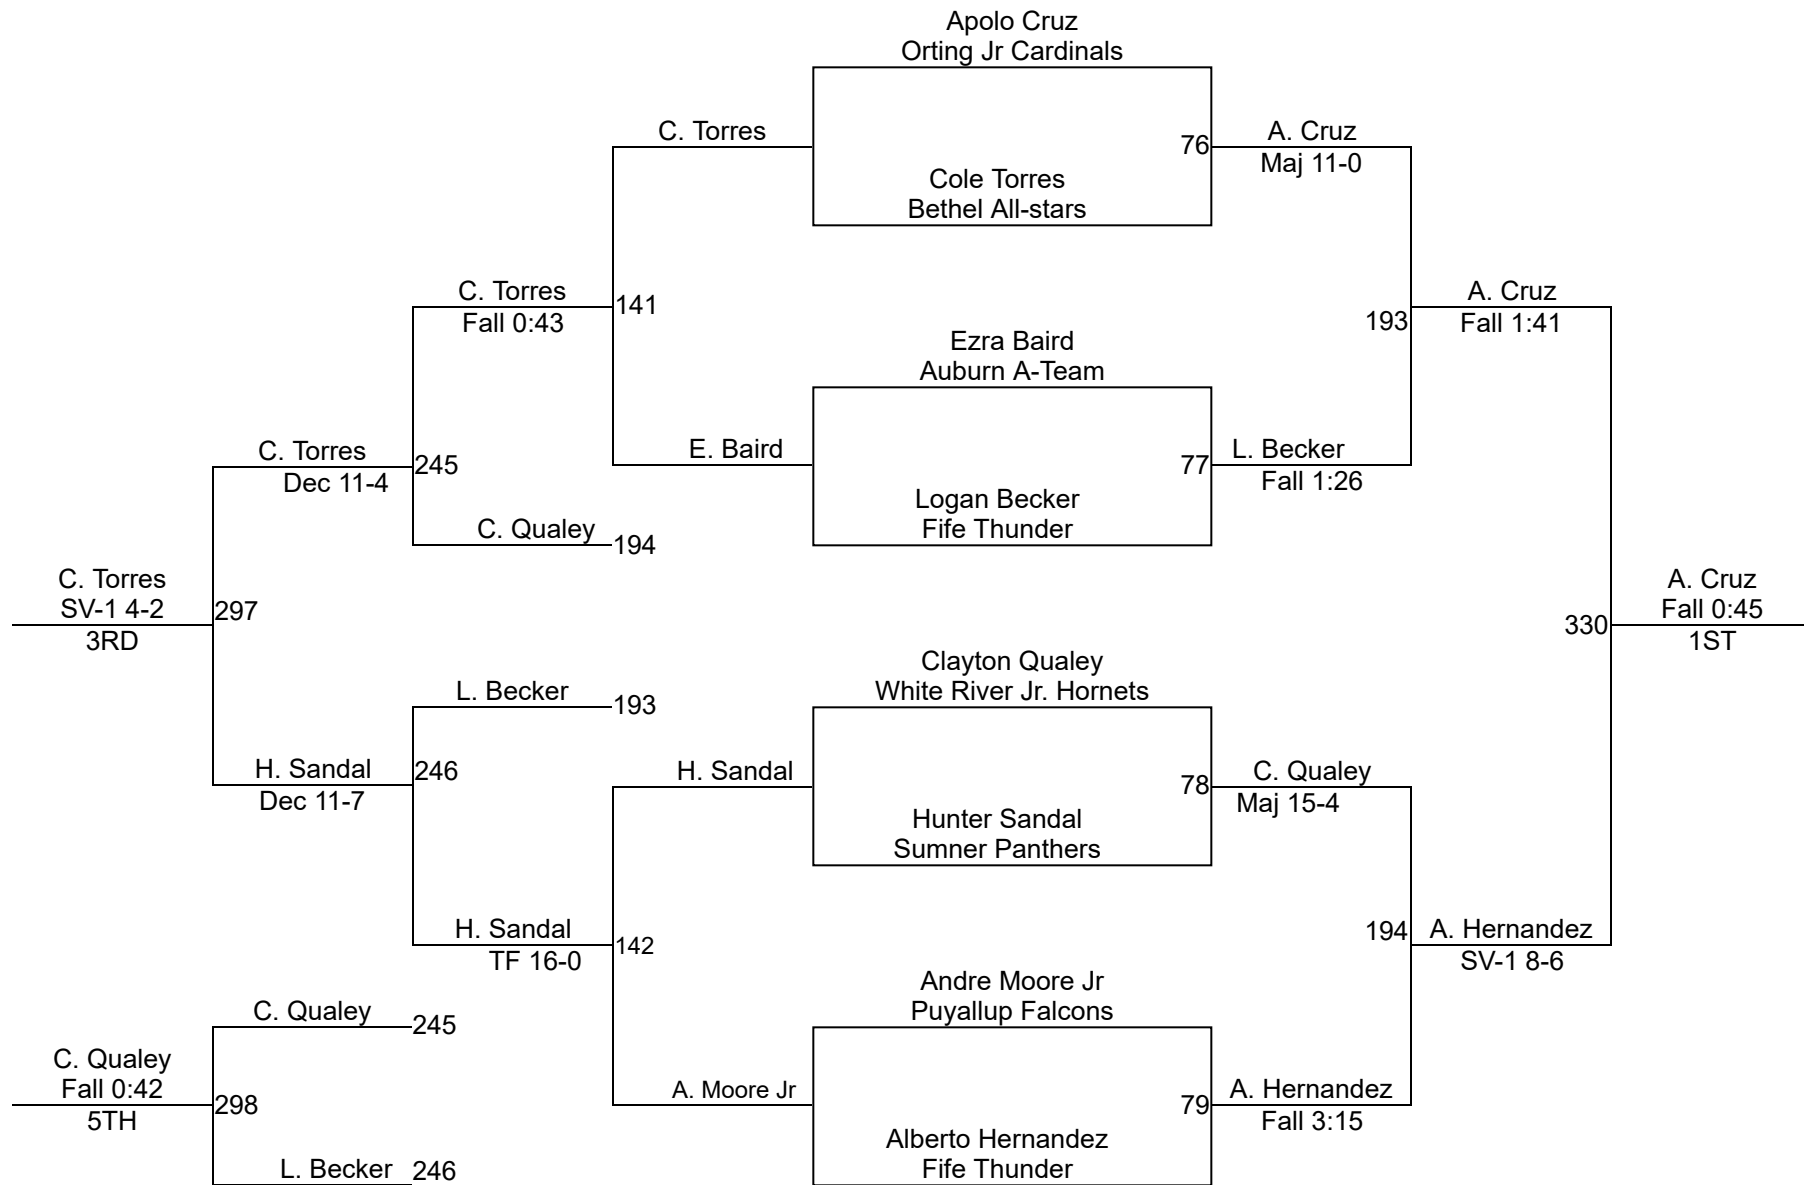 Apolo Cruz
Orting Jr Cardinals
C. Torres
76
A. Cruz
Maj 11-0
Cole Torres
Bethel All-stars
C. Torres
Fall 0:43
141
A. Cruz
Fall 1:41
193
Ezra Baird
Auburn A-Team
C. Torres
Dec 11-4
245
E. Baird
77
L. Becker
Fall 1:26
Logan Becker
Fife Thunder
C. Qualey
194
C. Torres
SV-1 4-2
3RD
297
A. Cruz
Fall 0:45
1ST
330
Clayton Qualey
White River Jr. Hornets
L. Becker
193
H. Sandal
Dec 11-7
246
H. Sandal
78
C. Qualey
Maj 15-4
Hunter Sandal
Sumner Panthers
H. Sandal
TF 16-0
142
194
A. Hernandez
SV-1 8-6
Andre Moore Jr
Puyallup Falcons
C. Qualey
245
C. Qualey
Fall 0:42
5TH
298
A. Moore Jr
79
A. Hernandez
Fall 3:15
Alberto Hernandez
Fife Thunder
L. Becker
246